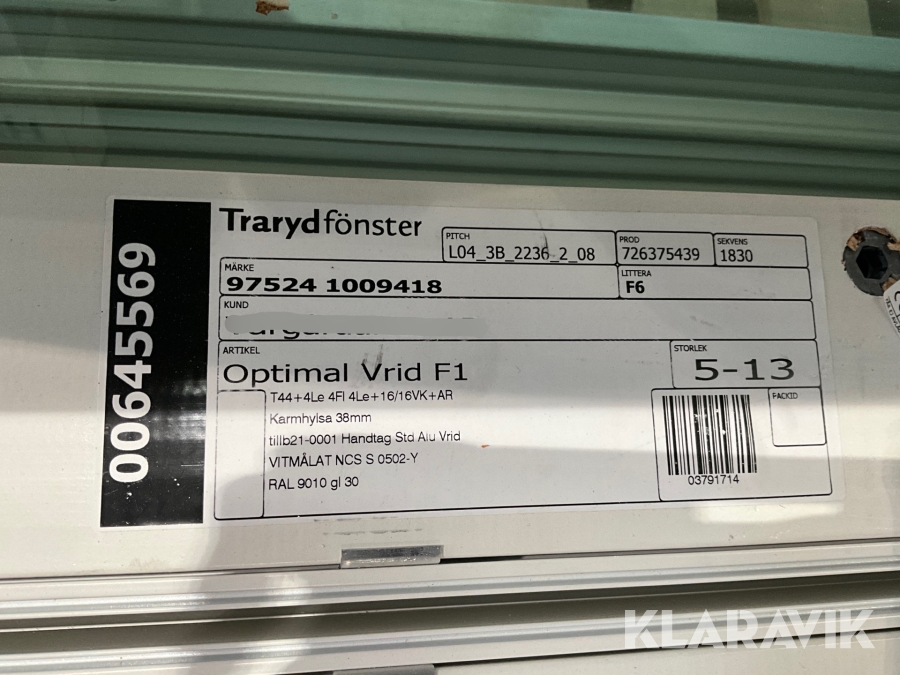 Trarydfönster
PITCH
L04_3B_2236_2_08
PROD
726375439
SEKVENS
1830
MÄRKE
97524 1009418
LITTERA
F6
KUND
ARTIKEL
Optimal Vrid F1
STORLEK
5-13
T44+4Le 4Fl 4Le+16/16VK+AR
Karmhylsa 38mm
tillb21-0001 Handtag Std Alu Vrid
VITMÅLAT NCS S 0502-Y
RAL 9010 gl 30
PACKID
03791714
00645569
KLARAVIK